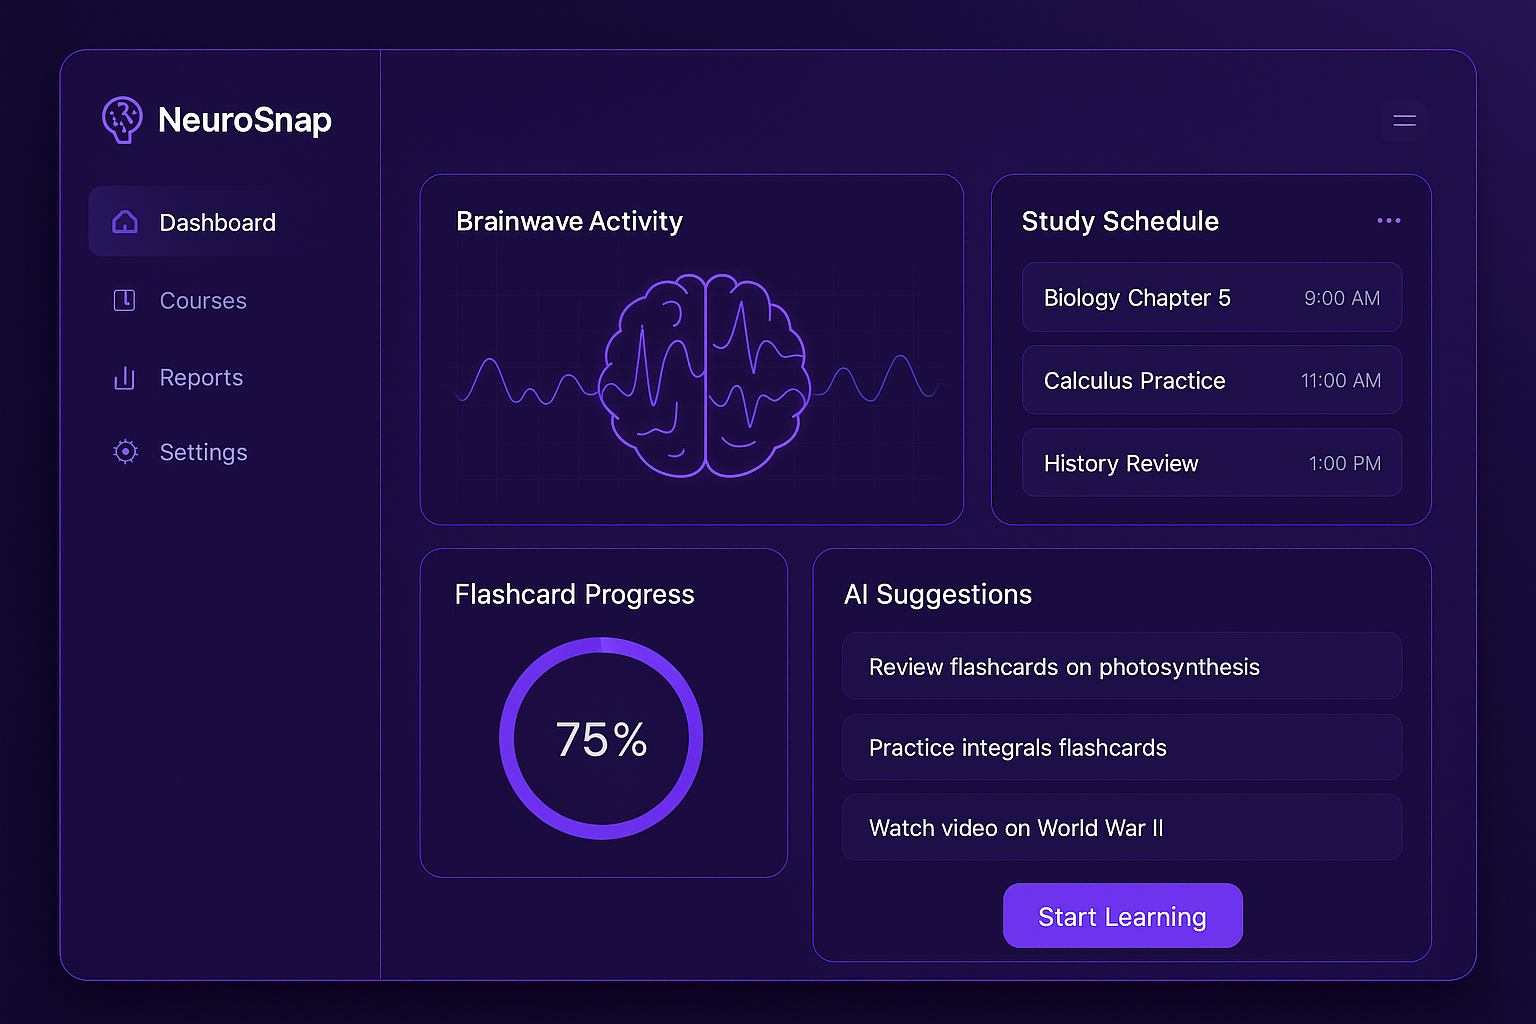 NeuroSnap
Dashboard
Courses
Reports
Settings
Brainwave Activity
Study Schedule
Biology Chapter 5 9:00 AM
Calculus Practice 11:00 AM
History Review 1:00 PM
Flashcard Progress
75%
AI Suggestions
Review flashcards on photosynthesis
Practice integrals flashcards
Watch video on World War II
Start Learning